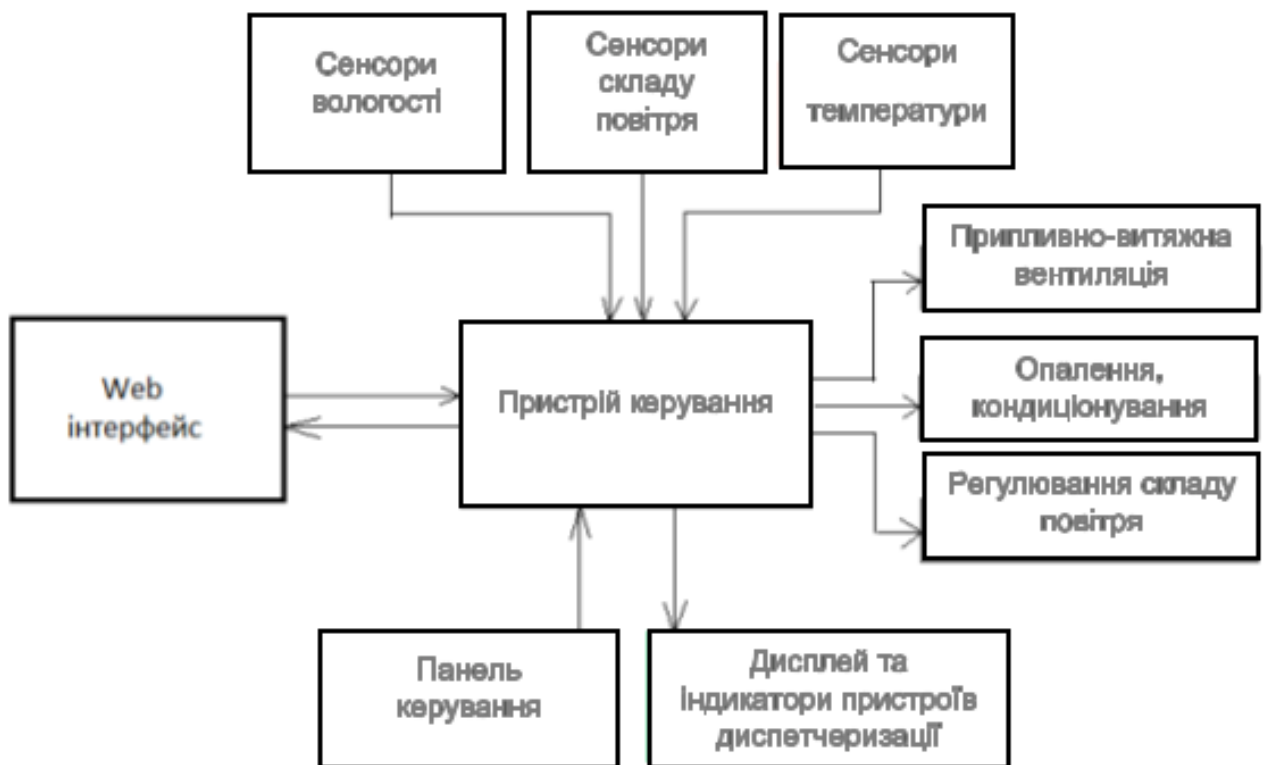 Сенсори
вологості
Сенсори
складу
повітря
Сенсори
температури
Припливно-витяжна
вентиляція
Web
інтерфейс
Пристрій керування
Опалення,
кондиціонування
Регулювання складу
повітря
Панель
керування
Дисплей та
індикатори пристроїв
диспетчеризації